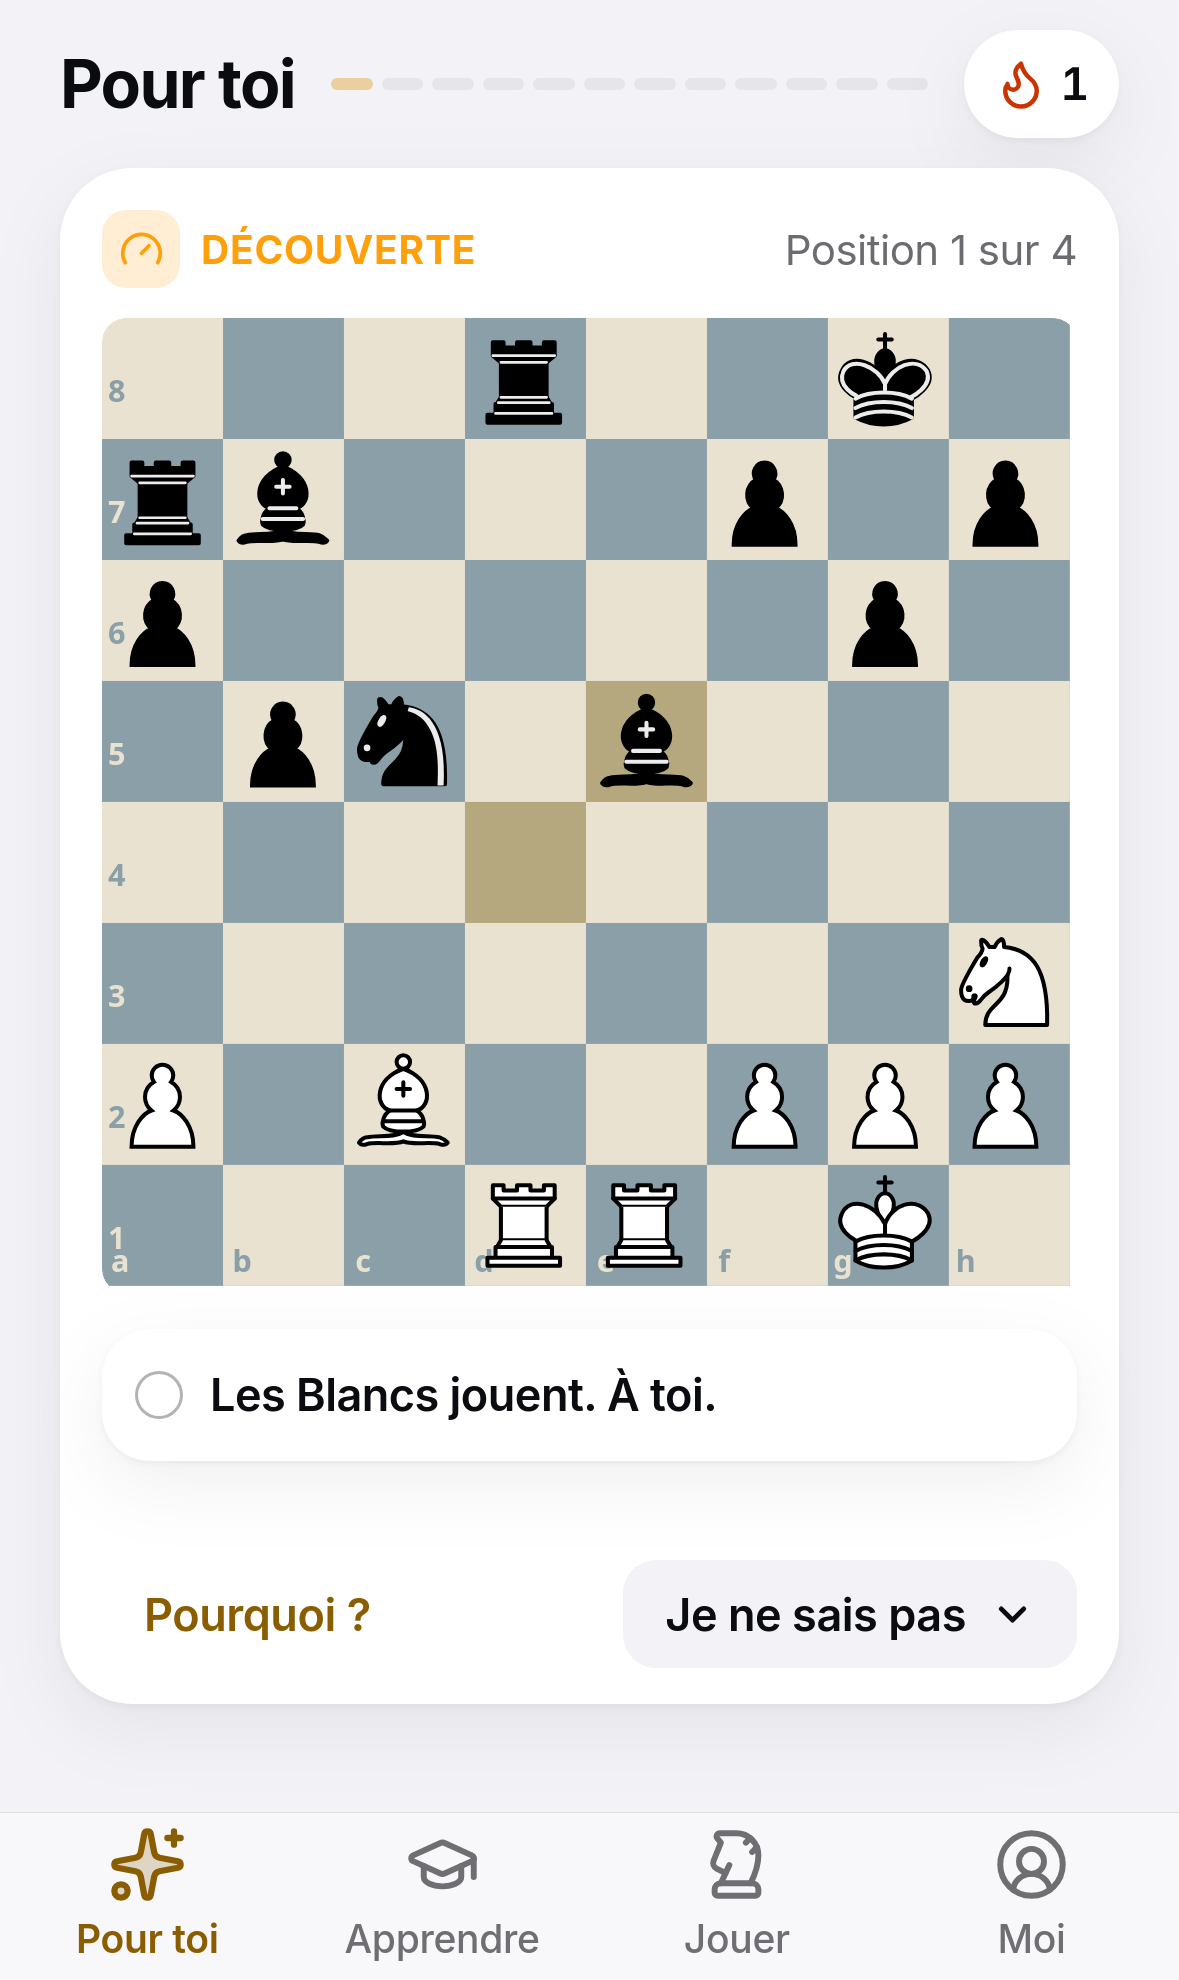 Pour toi
1
DÉCOUVERTE
Position 1 sur 4
8
7
6
5
4
3
2
1
a b c d e f g h
Les Blancs jouent. À toi.
Pourquoi ?
Je ne sais pas
Pour toi
Apprendre
Jouer
Moi